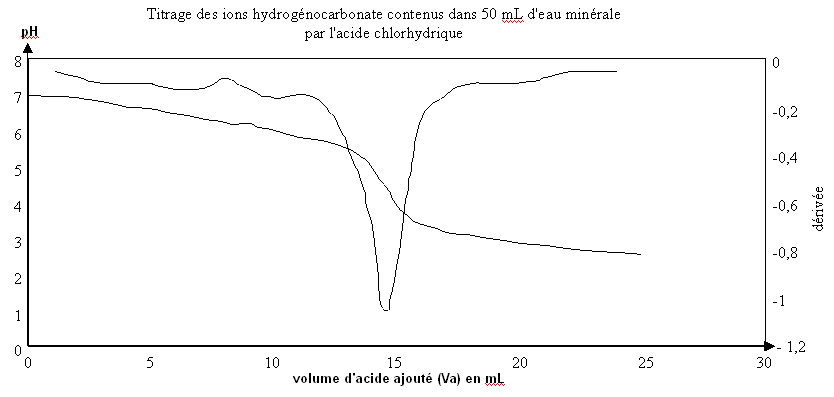 Titrage des ions hydrogénocarbonate contenus dans 50 mL d'eau minérale
par l'acide chlorhydrique
pH
8
7
6
5
4
3
2
1
0
0
-0,2
-0,4
-0,6
-0,8
-1
- 1,2
dérivée
0 5 10 15 20 25 30
volume d'acide ajouté (Va) en mL